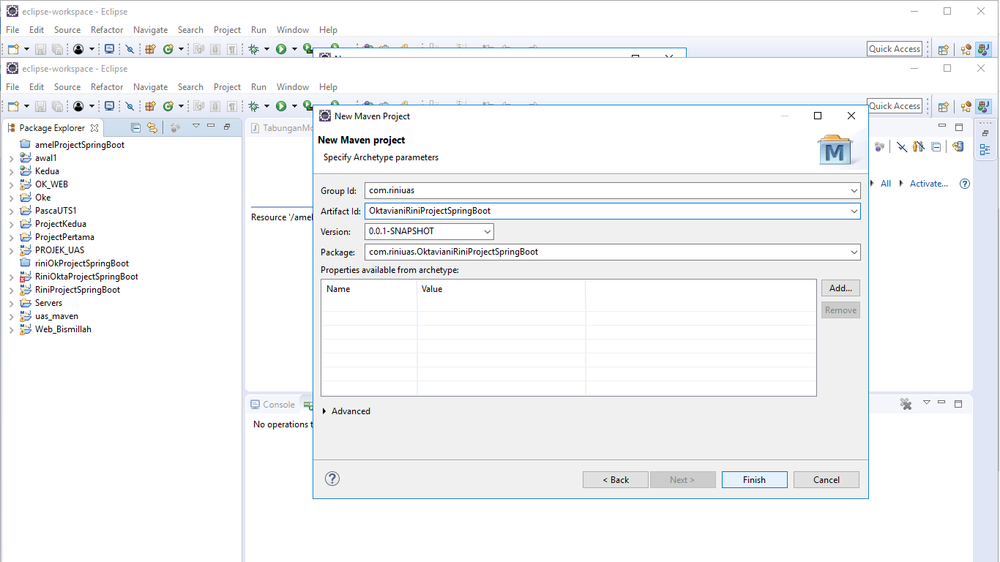 eclipse-workspace - Eclipse
File Edit Source Refactor Navigate Search Project Run Window Help
Quick Access
eclipse-workspace - Eclipse
File Edit Source Refactor Navigate Search Project Run Window Help
Quick Access
Package Explorer
amelProjectSpringBoot
awal1
Kedua
OK_WEB
Oke
PascaUTS1
ProjectKedua
ProjectPertama
PROJEK_UAS
riniOkProjectSpringBoot
RiniOktaProjectSpringBoot
RiniProjectSpringBoot
Servers
uas_maven
Web_Bismillah
TabunganMo
Resource '/amel
All Activate...
Console
No operations t
New Maven Project
New Maven project
Specify Archetype parameters
M
Group Id: com.riniuas
Artifact Id: OktavianiRiniProjectSpringBoot
Version: 0.0.1-SNAPSHOT
Package: com.riniuas.OktavianiRiniProjectSpringBoot
Properties available from archetype:
Name Value
Add...
Remove
Advanced
< Back Next > Finish Cancel